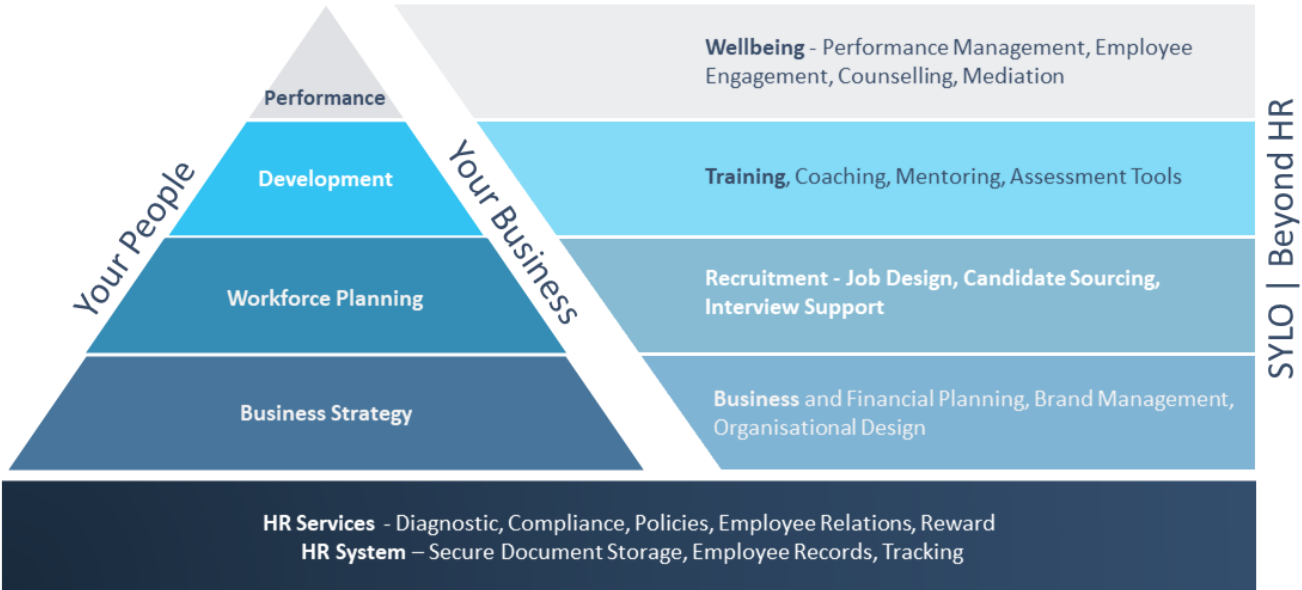 Performance
Wellbeing - Performance Management, Employee
Engagement, Counselling, Mediation
Development
Training, Coaching, Mentoring, Assessment Tools
Workforce Planning
Recruitment - Job Design, Candidate Sourcing,
Interview Support
Business Strategy
Business and Financial Planning, Brand Management,
Organisational Design
Your People
Your Business
SYLO | Beyond HR
HR Services - Diagnostic, Compliance, Policies, Employee Relations, Reward
HR System – Secure Document Storage, Employee Records, Tracking